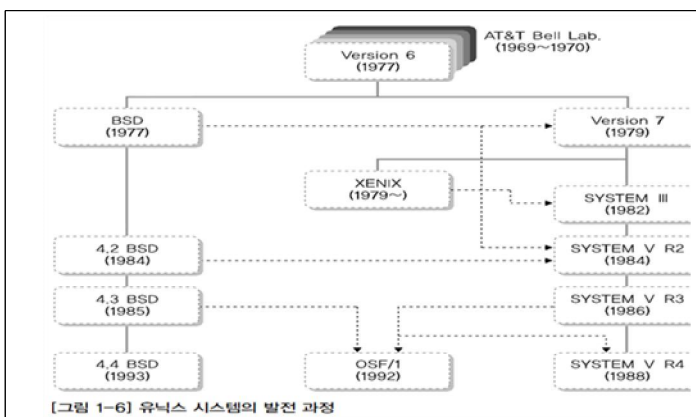 AT&T Bell Lab.
(1969~1970)
Version 6
(1977)
BSD
(1977)
Version 7
(1979)
XENIX
(1979~)
SYSTEM III
(1982)
4.2 BSD
(1984)
SYSTEM V R2
(1984)
4.3 BSD
(1985)
SYSTEM V R3
(1986)
4.4 BSD
(1993)
OSF/1
(1992)
SYSTEM V R4
(1988)
[그림 1-6] 유닉스 시스템의 발전 과정